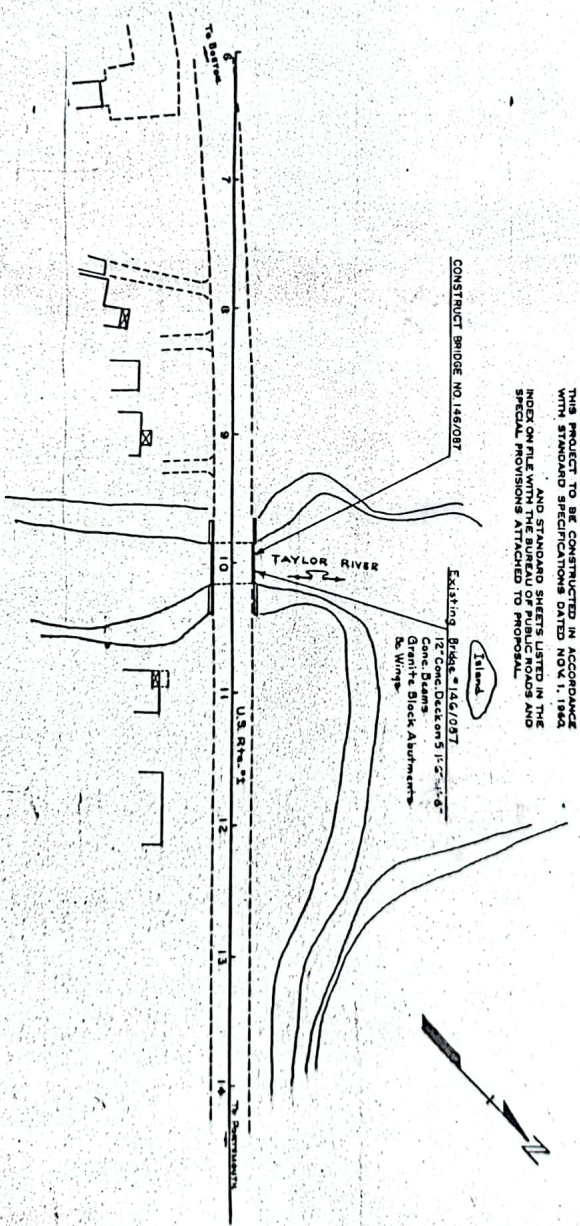 THIS PROJECT TO BE CONSTRUCTED IN ACCORDANCE
WITH STANDARD SPECIFICATIONS DATED NOV. 1, 1960,
AND STANDARD SHEETS LISTED IN THE
INDEX ON FILE WITH THE BUREAU OF PUBLIC ROADS AND
SPECIAL PROVISIONS ATTACHED TO PROPOSAL
CONSTRUCT BRIDGE NO. 146/087
Island
Existing Bridge # 146/087
12" Conc. Deck on 5
Conc. Beams
Granite Block Abutments
& Wings
TAYLOR RIVER
N
6
7
8
9
10
11
12
13
14
U.S. Rte. #1
To BOSTON
To PORTSMOUTH